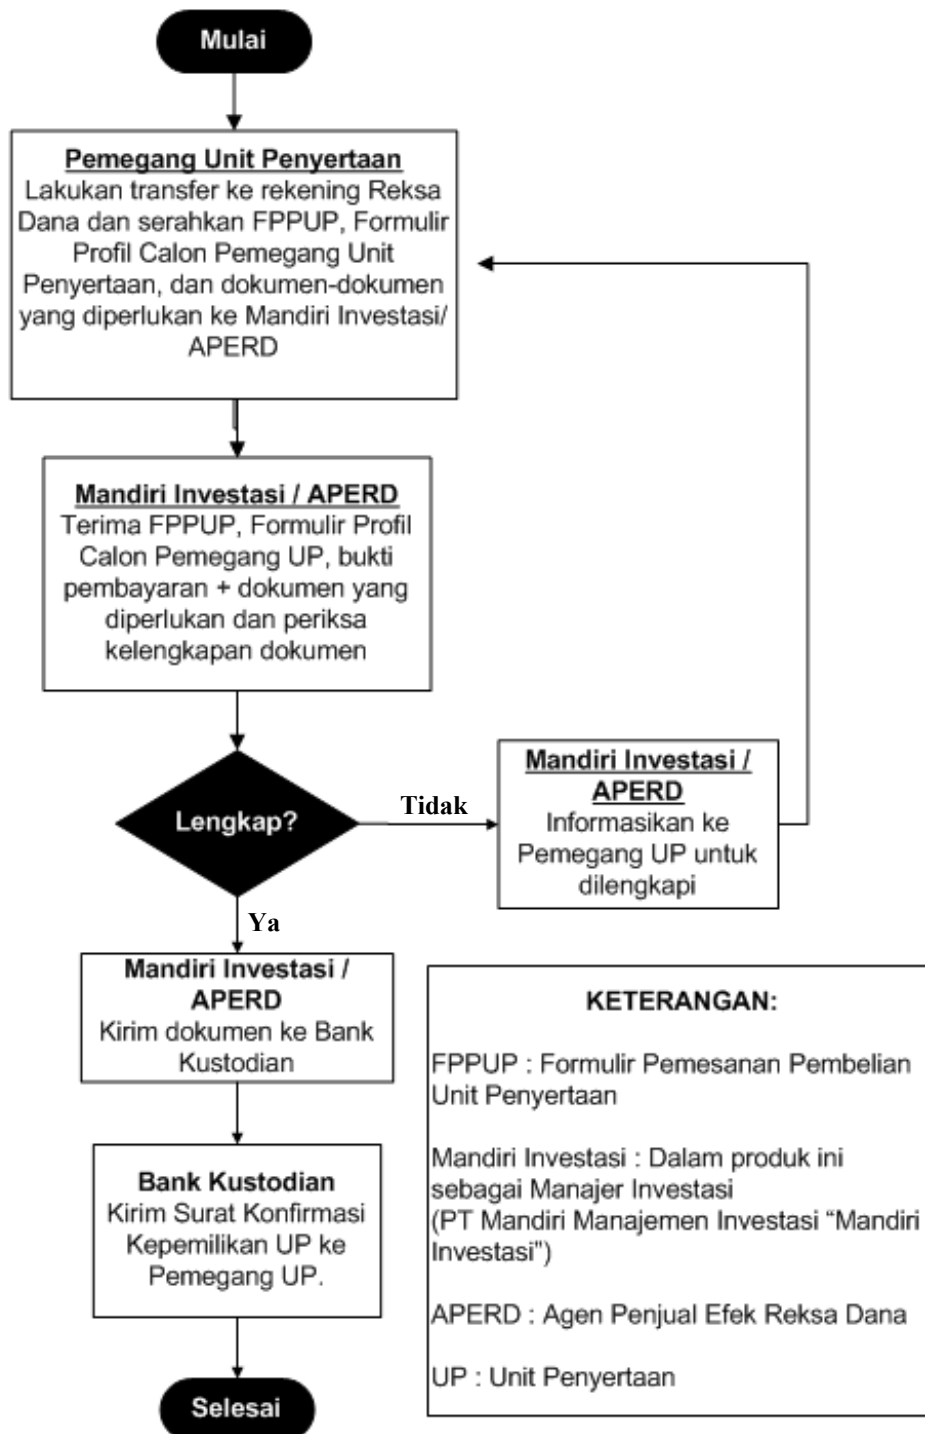 Mulai
Pemegang Unit Penyertaan
Lakukan transfer ke rekening Reksa
Dana dan serahkan FPPUP, Formulir
Profil Calon Pemegang Unit
Penyertaan, dan dokumen-dokumen
yang diperlukan ke Mandiri Investasi/
APERD
Mandiri Investasi / APERD
Terima FPPUP, Formulir Profil
Calon Pemegang UP, bukti
pembayaran + dokumen yang
diperlukan dan periksa
kelengkapan dokumen
Lengkap?
Tidak
Mandiri Investasi /
APERD
Informasikan ke
Pemegang UP untuk
dilengkapi
Ya
Mandiri Investasi /
APERD
Kirim dokumen ke Bank
Kustodian
Bank Kustodian
Kirim Surat Konfirmasi
Kepemilikan UP ke
Pemegang UP.
Selesai
KETERANGAN:
FPPUP : Formulir Pemesanan Pembelian
Unit Penyertaan
Mandiri Investasi : Dalam produk ini
sebagai Manajer Investasi
(PT Mandiri Manajemen Investasi “Mandiri
Investasi”)
APERD : Agen Penjual Efek Reksa Dana
UP : Unit Penyertaan